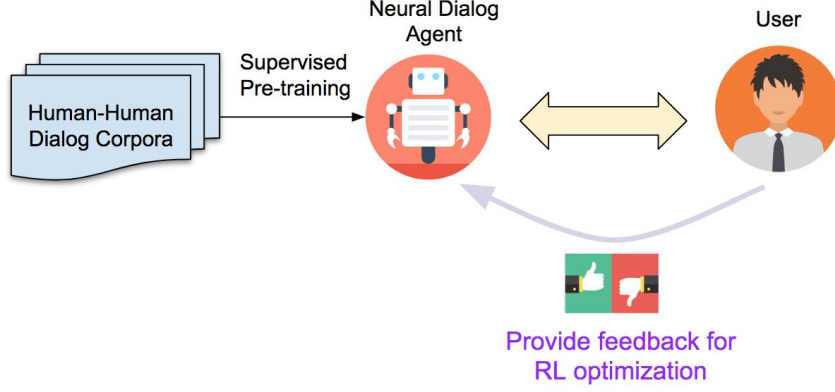 Neural Dialog
Agent
User
Supervised
Pre-training
Human-Human
Dialog Corpora
Provide feedback for
RL optimization